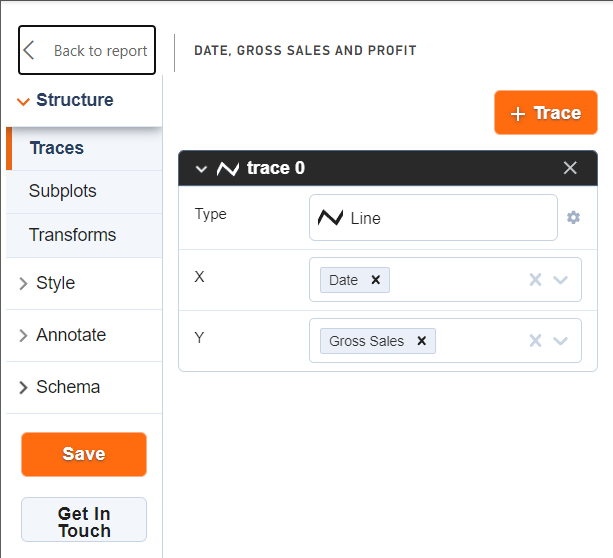 Back to report
DATE, GROSS SALES AND PROFIT
Structure
Traces
Subplots
Transforms
Style
Annotate
Schema
Save
Get In
Touch
+ Trace
trace 0
Type
Line
X
Date
Y
Gross Sales